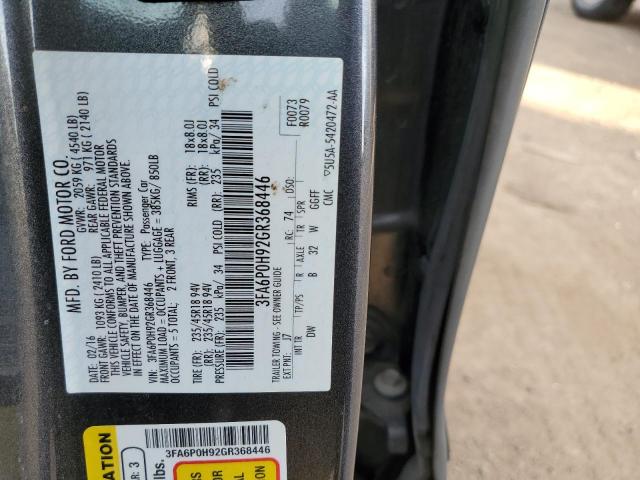 MFD. BY FORD MOTOR CO.
02/16 GVWR: 2059 KG ( 4540 LB)
FRONT GAWR: 1093 KG ( 2410 LB) REAR GAWR: 971 KG ( 2140 LB)
THIS VEHICLE CONFORMS TO ALL APPLICABLE FEDERAL MOTOR
VEHICLE SAFETY, BUMPER, AND THEFT PREVENTION STANDARDS
IN EFFECT ON THE DATE OF MANUFACTURE SHOWN ABOVE.
VIN: 3FA6P0H92GR368446 TYPE: Passenger Car
MAXIMUM LOAD = OCCUPANTS + LUGGAGE = 385KG/ 850LB
OCCUPANTS = 5 TOTAL: 2 FRONT, 3 REAR
TIRE (FR): 235/45R18 94V RIMS (FR): 18x8.0J
(RR): 235/45R18 94V (RR): 18x8.0J
PRESSURE (FR): 235 kPa/ 34 PSI COLD (RR): 235 kPa/ 34 PSI COLD
3FA6P0H92GR368446
F0073
R0079
TRAILER TOWING - SEE OWNER GUIDE
EXT PNT: J7 RC: 74 DSO:
INT TR TP/PS R AXLE TR SPR
DW B 32 W GGFF
CMC
5U5A-5420472-AA
3FA6P0H92GR368446